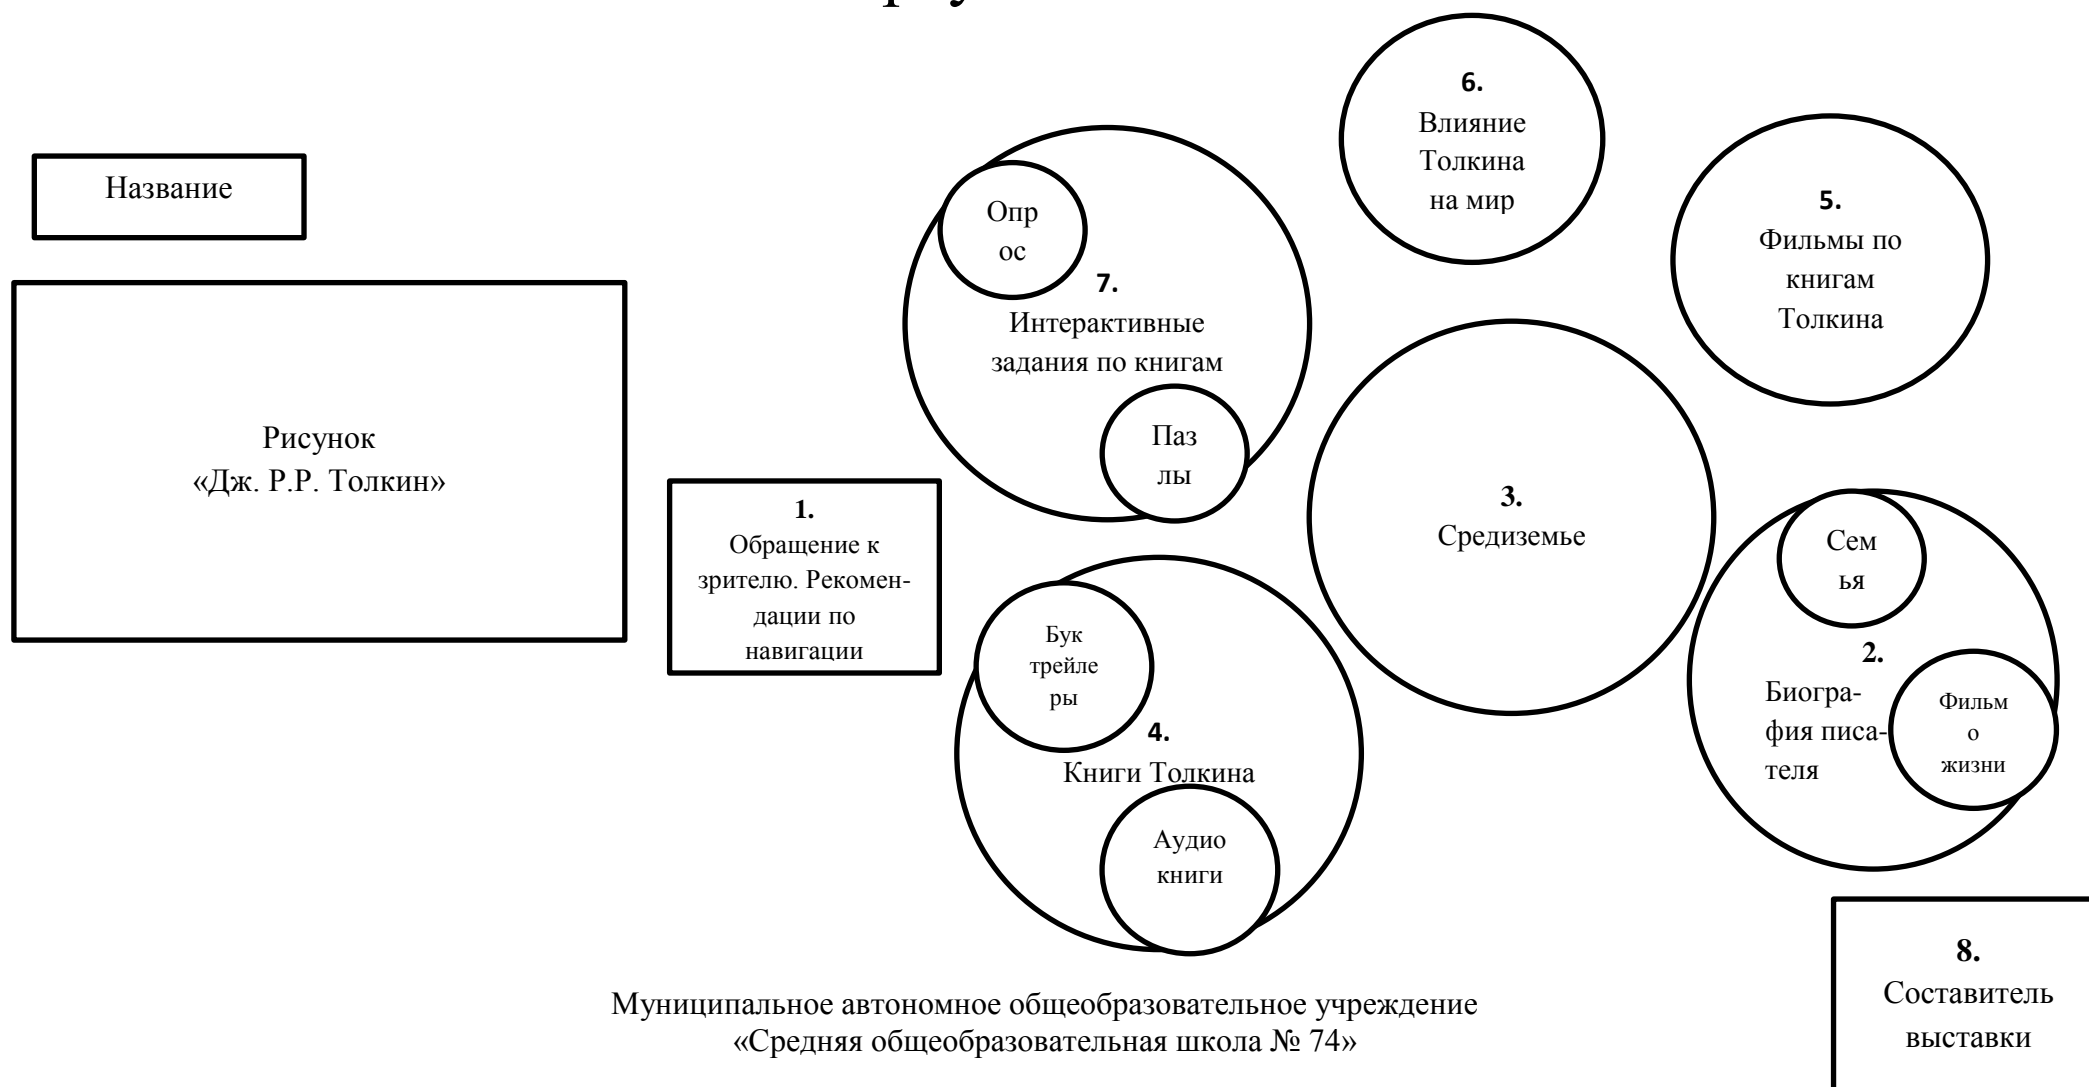 Название
Рисунок
«Дж. Р.Р. Толкин»
1.
Обращение к
зрителю. Рекомен-
дации по
навигации
Опр
ос
7.
Интерактивные
задания по книгам
Паз
лы
6.
Влияние
Толкина
на мир
5.
Фильмы по
книгам
Толкина
3.
Средиземье
Сем
ья
2.
Биогра-
фия писа-
теля
Фильм
о
жизни
Бук
трейле
ры
4.
Книги Толкина
Аудио
книги
8.
Составитель
выставки
Муниципальное автономное общеобразовательное учреждение
«Средняя общеобразовательная школа № 74»